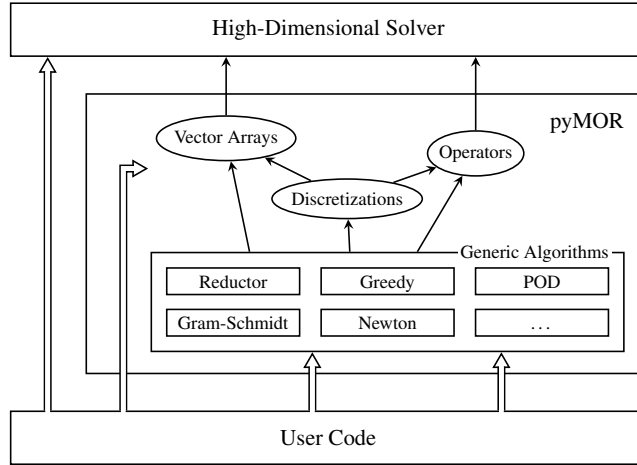 High-Dimensional Solver
pyMOR
Vector Arrays
Operators
Discretizations
Generic Algorithms
Reductor
Greedy
POD
Gram-Schmidt
Newton
...
User Code